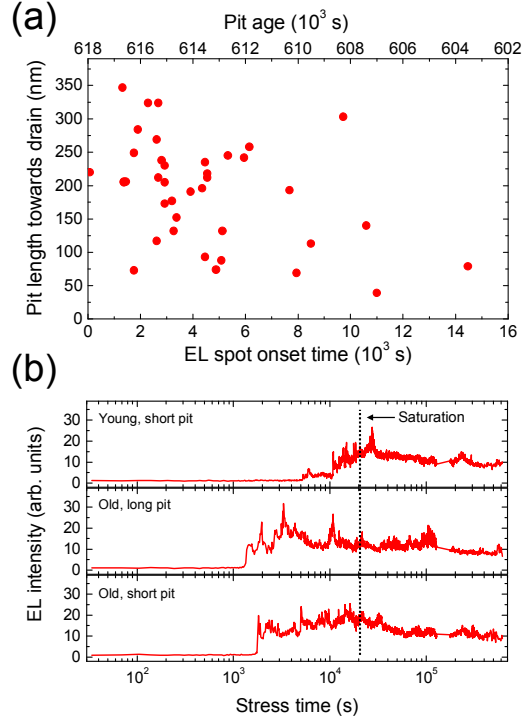 (a)
Pit age (10³ s)
618 616 614 612 610 608 606 604 602
Pit length towards drain (nm)
350
300
250
200
150
100
50
0
0 2 4 6 8 10 12 14 16
EL spot onset time (10³ s)
(b)
EL intensity (arb. units)
30
20
10
0
Young, short pit
Saturation
30
20
10
0
Old, long pit
30
20
10
0
Old, short pit
10² 10³ 10⁴ 10⁵
Stress time (s)